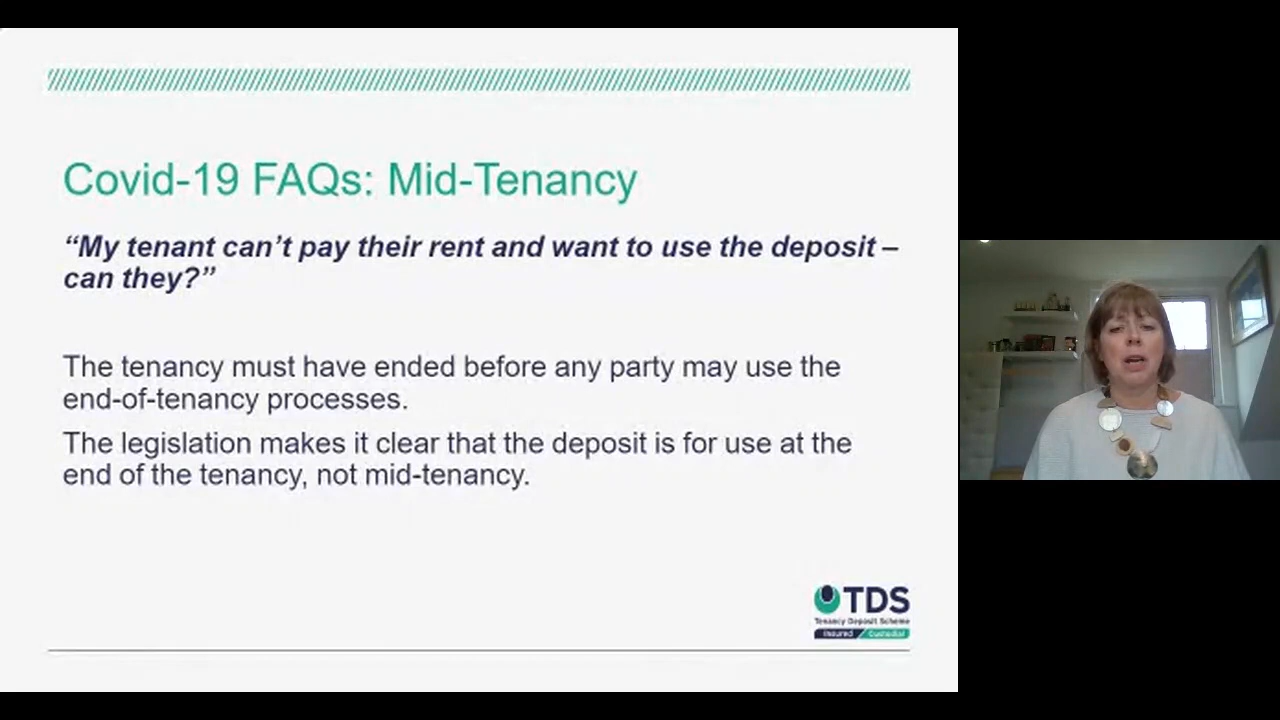 Covid-19 FAQs: Mid-Tenancy
“My tenant can’t pay their rent and want to use the deposit –
can they?”
The tenancy must have ended before any party may use the
end-of-tenancy processes.
The legislation makes it clear that the deposit is for use at the
end of the tenancy, not mid-tenancy.
TDS
Tenancy Deposit Scheme
Insured Custodial